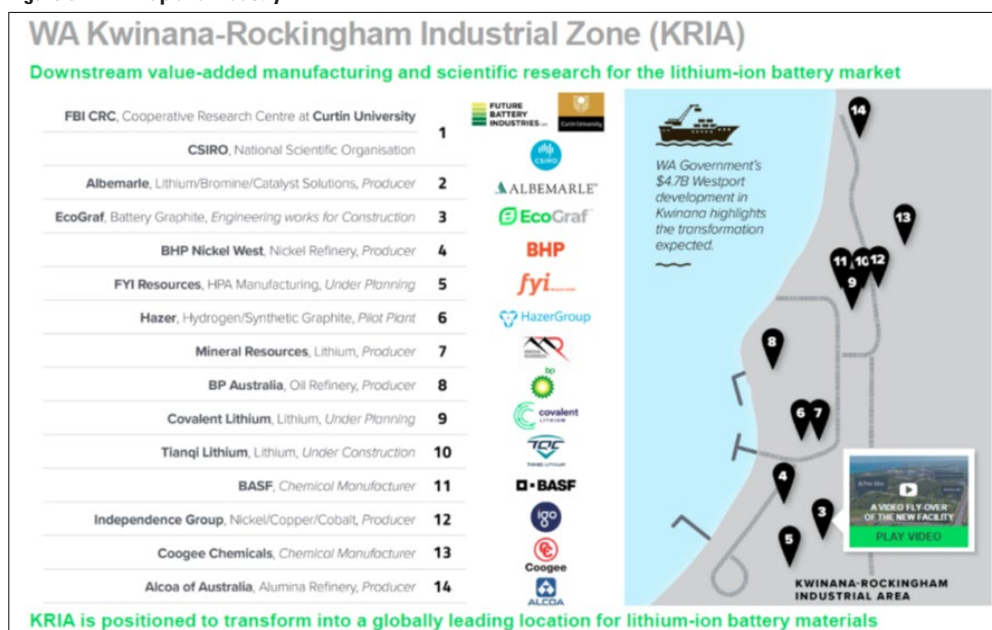 WA Kwinana-Rockingham Industrial Zone (KRIA)
Downstream value-added manufacturing and scientific research for the lithium-ion battery market
FBI CRC, Cooperative Research Centre at Curtin University
1
CSIRO, National Scientific Organisation
Albemarle, Lithium/Bromine/Catalyst Solutions, Producer 2
EcoGraf, Battery Graphite, Engineering works for Construction 3
BHP Nickel West, Nickel Refinery, Producer 4
FYI Resources, HPA Manufacturing, Under Planning 5
Hazer, Hydrogen/Synthetic Graphite, Pilot Plant 6
Mineral Resources, Lithium, Producer 7
BP Australia, Oil Refinery, Producer 8
Covalent Lithium, Lithium, Under Planning 9
Tianqi Lithium, Lithium, Under Construction 10
BASF, Chemical Manufacturer 11
Independence Group, Nickel/Copper/Cobalt, Producer 12
Coogee Chemicals, Chemical Manufacturer 13
Alcoa of Australia, Alumina Refinery, Producer 14
FUTURE
BATTERY
INDUSTRIES
Curtin University
CSIRO
ALBEMARLE
EcoGraf
BHP
fyi
HazerGroup
bp
covalent
LITHIUM
TIANQI LITHIUM
BASF
igo
Coogee
ALCOA
WA Government's
$4.7B Westport
development in
Kwinana highlights
the transformation
expected.
14
13
11 10 12
9
8
6 7
4
3
5
A VIDEO FLY-OVER
OF THE NEW FACILITY
PLAY VIDEO
KWINANA-ROCKINGHAM
INDUSTRIAL AREA
KRIA is positioned to transform into a globally leading location for lithium-ion battery materials